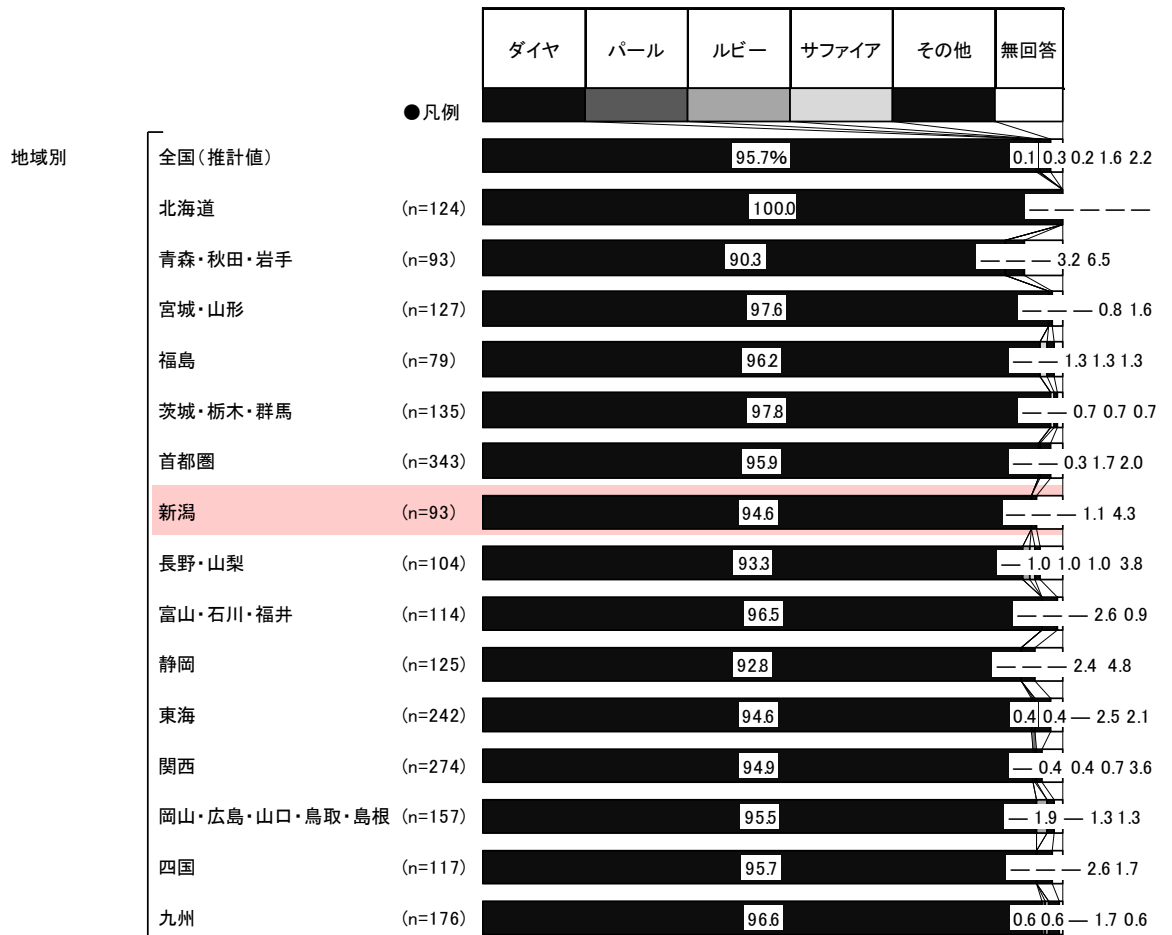 ダイヤ パール ルビー サファイア その他 無回答
●凡例
地域別
全国(推計値) 95.7% 0.1 0.3 0.2 1.6 2.2
北海道 (n=124) 100.0 — — — — —
青森・秋田・岩手 (n=93) 90.3 — — — 3.2 6.5
宮城・山形 (n=127) 97.6 — — — 0.8 1.6
福島 (n=79) 96.2 — — 1.3 1.3 1.3
茨城・栃木・群馬 (n=135) 97.8 — — 0.7 0.7 0.7
首都圏 (n=343) 95.9 — — 0.3 1.7 2.0
新潟 (n=93) 94.6 — — — 1.1 4.3
長野・山梨 (n=104) 93.3 — 1.0 1.0 1.0 3.8
富山・石川・福井 (n=114) 96.5 — — — 2.6 0.9
静岡 (n=125) 92.8 — — — 2.4 4.8
東海 (n=242) 94.6 0.4 0.4 — 2.5 2.1
関西 (n=274) 94.9 — 0.4 0.4 0.7 3.6
岡山・広島・山口・鳥取・島根 (n=157) 95.5 — 1.9 — 1.3 1.3
四国 (n=117) 95.7 — — — 2.6 1.7
九州 (n=176) 96.6 0.6 0.6 — 1.7 0.6